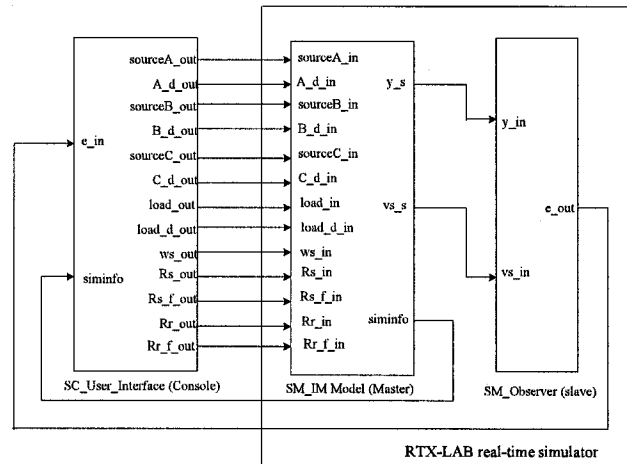 sourceA_out
A_d_out
sourceB_out
B_d_out
e_in
sourceC_out
C_d_out
load_out
load_d_out
ws_out
siminfo
Rs_out
Rs_f_out
Rr_out
Rr_f_out
SC_User_Interface (Console)
sourceA_in
A_d_in
y_s
sourceB_in
B_d_in
sourceC_in
C_d_in
load_in
vs_s
load_d_in
ws_in
Rs_in
Rs_f_in
siminfo
Rr_in
Rr_f_in
SM_IM Model (Master)
y_in
e_out
vs_in
SM_Observer (slave)
RTX-LAB real-time simulator